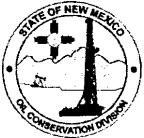 STATE OF NEW MEXICO
OIL CONSERVATION DIVISION